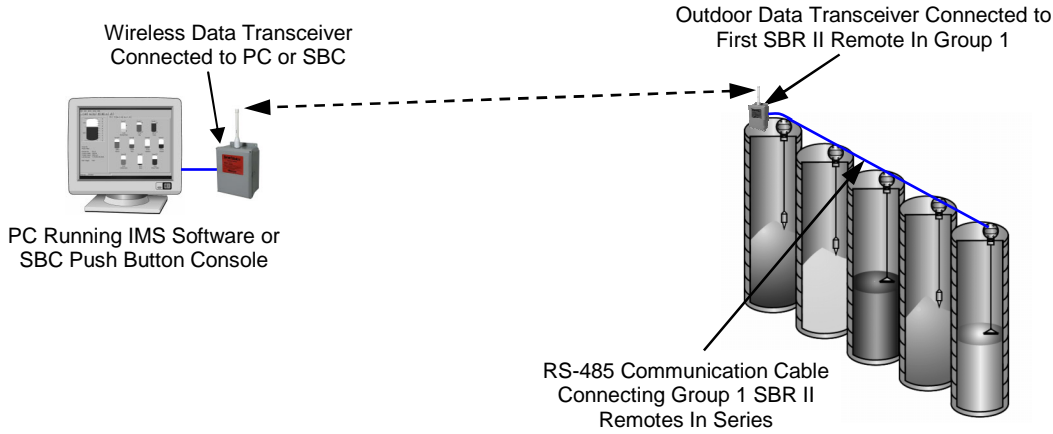 Wireless Data Transceiver
Connected to PC or SBC
Outdoor Data Transceiver Connected to
First SBR II Remote In Group 1
PC Running IMS Software or
SBC Push Button Console
RS-485 Communication Cable
Connecting Group 1 SBR II
Remotes In Series